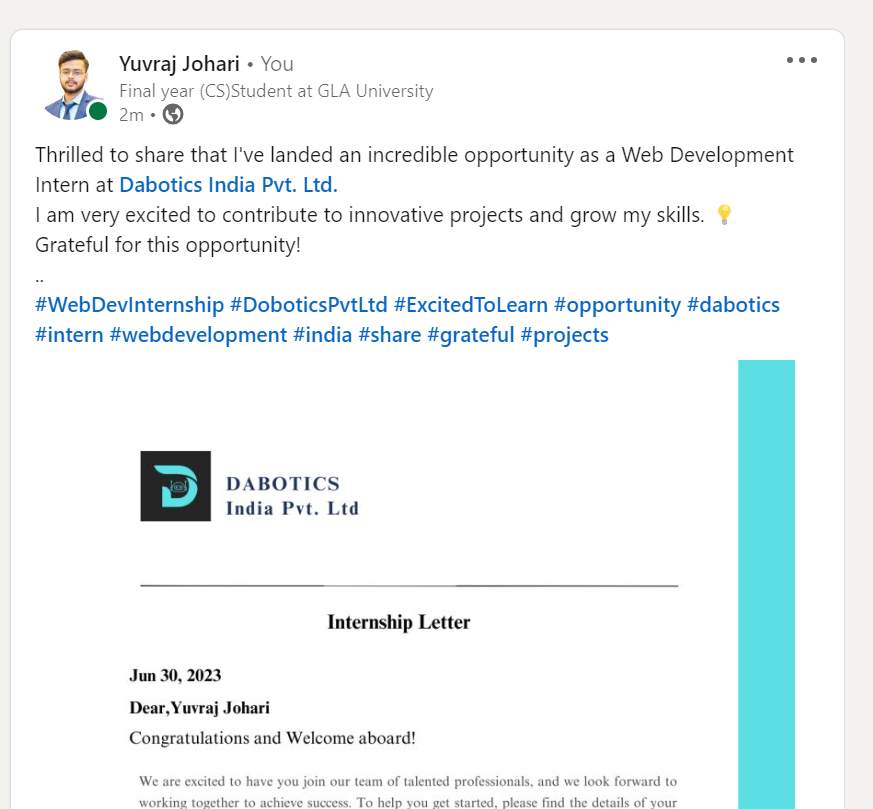 Yuvraj Johari • You
Final year (CS)Student at GLA University
2m •
Thrilled to share that I've landed an incredible opportunity as a Web Development
Intern at Dabotics India Pvt. Ltd.
I am very excited to contribute to innovative projects and grow my skills. 💡
Grateful for this opportunity!
..
#WebDevInternship #DoboticsPvtLtd #ExcitedToLearn #opportunity #dabotics
#intern #webdevelopment #india #share #grateful #projects
DABOTICS
India Pvt. Ltd
Internship Letter
Jun 30, 2023
Dear,Yuvraj Johari
Congratulations and Welcome aboard!
We are excited to have you join our team of talented professionals, and we look forward to
working together to achieve success. To help you get started, please find the details of your